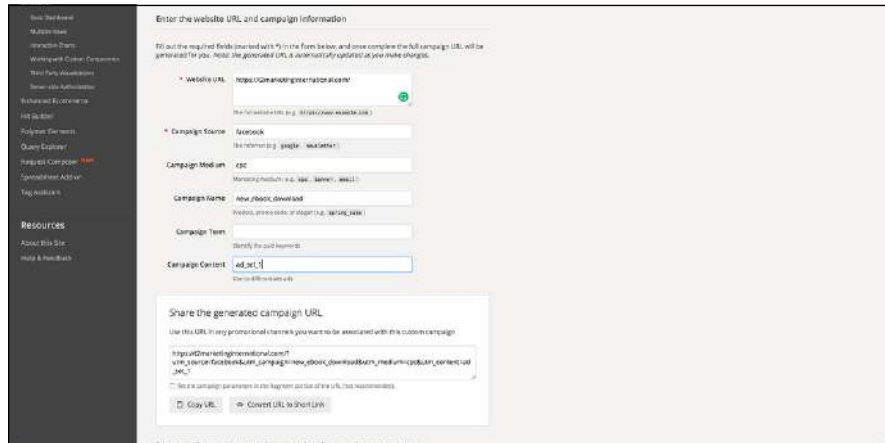 Multiple Views
Interactive Charts
Working with Custom Components
Third Party Visualizations
Server-side Authorization
Enhanced Ecommerce
Hit Builder
Polymer Elements
Query Explorer
Request Composer
Spreadsheet Add-on
Tag Assistant
Resources
About this Site
Help & Feedback
Enter the website URL and campaign information
Fill out the required fields (marked with *) in the form below, and once complete the full campaign URL will be
generated for you. Note: the generated URL is automatically updated as you make changes.
* Website URL https://t2marketinginternational.com/
The full website URL (e.g. https://www.example.com)
* Campaign Source facebook
The referrer (e.g. google, newsletter)
Campaign Medium cpc
Marketing medium (e.g. cpc, banner, email)
Campaign Name new_ebook_download
Product, promo code, or slogan (e.g. spring_sale)
Campaign Term
Identify the paid keywords
Campaign Content ad_set_1
Use to differentiate ads
Share the generated campaign URL
Use this URL in any promotional channels you want to be associated with this custom campaign
https://t2marketinginternational.com/?
utm_source=facebook&utm_campaign=new_ebook_download&utm_medium=cpc&utm_content=ad
_set_1
Set the campaign parameters in the fragment portion of the URL (not recommended).
Copy URL Convert URL to Short Link